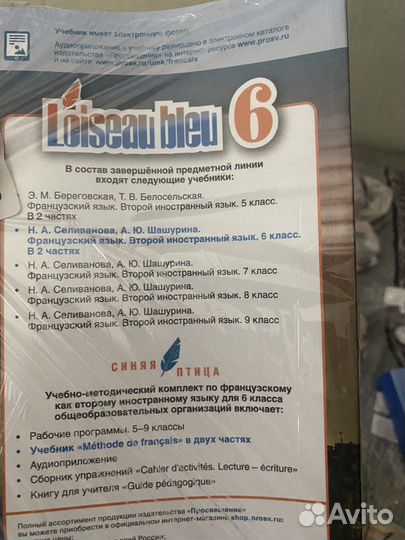 Учебник имеет электронную форму
Аудиоприложение к учебнику размещено в электронном каталоге
издательства «Просвещение» на интернет-ресурсе www.prosv.ru
и на сайте www.prosv.ru/umk/francais
L'oiseau bleu 6
В состав завершённой предметной линии
входят следующие учебники:
Э. М. Береговская, Т. В. Белосельская.
Французский язык. Второй иностранный язык. 5 класс.
В 2 частях
• Н. А. Селиванова, А. Ю. Шашурина.
Французский язык. Второй иностранный язык. 6 класс.
В 2 частях
• Н. А. Селиванова, А. Ю. Шашурина.
Французский язык. Второй иностранный язык. 7 класс
• Н. А. Селиванова, А. Ю. Шашурина.
Французский язык. Второй иностранный язык. 8 класс
• Н. А. Селиванова, А. Ю. Шашурина.
Французский язык. Второй иностранный язык. 9 класс
СИНЯЯ ПТИЦА
Учебно-методический комплект по французскому
как второму иностранному языку для 6 класса
общеобразовательных организаций включает:
• Рабочие программы. 5–9 классы
• Учебник «Méthode de français» в двух частях
• Аудиоприложение
• Сборник упражнений «Cahier d'activités. Lecture – écriture»
• Книгу для учителя «Guide pédagogique»
Полный ассортимент продукции издательства «Просвещение»
вы можете приобрести в официальном интернет-магазине shop.prosv.ru:
Avito